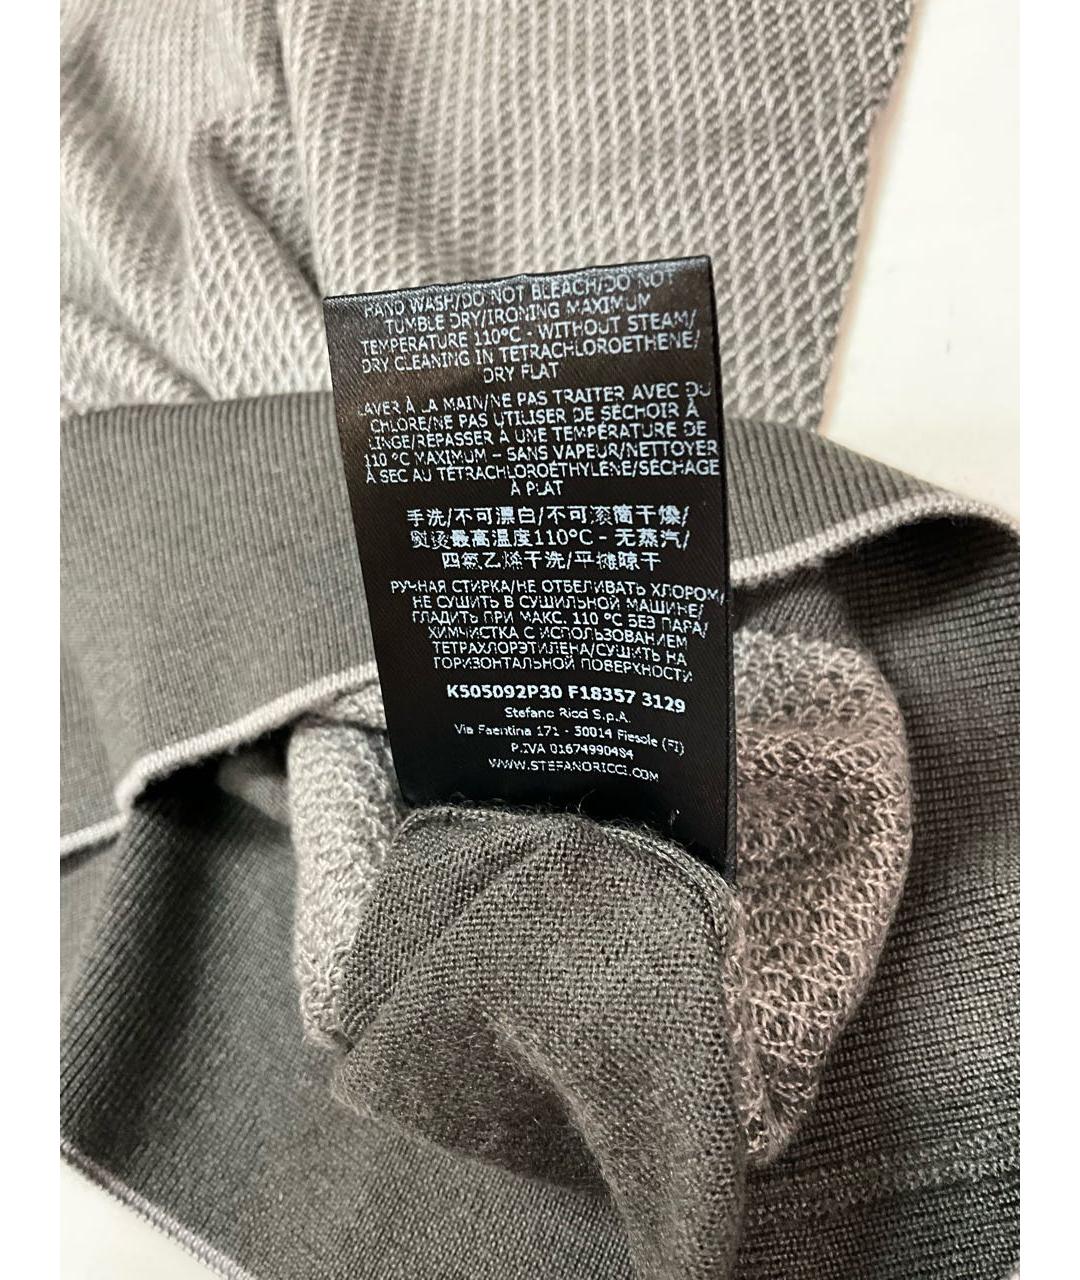 HAND WASH/DO NOT BLEACH/DO NOT
TUMBLE DRY/IRONING MAXIMUM
TEMPERATURE 110°C - WITHOUT STEAM/
DRY CLEANING IN TETRACHLOROETHENE/
DRY FLAT
LAVER À LA MAIN/NE PAS TRAITER AVEC DU
CHLORE/NE PAS UTILISER DE SÉCHOIR À
LINGE/RÉPASSER À UNE TEMPÉRATURE DE
110 °C MAXIMUM – SANS VAPEUR/NETTOYER
À SEC AU TÉTRACHLOROÉTHYLÈNE/SÉCHAGE
À PLAT
手洗/不可漂白/不可滚筒干燥/
熨烫最高温度110°C - 无蒸汽/
四氯乙烯干洗/平摊晾干
РУЧНАЯ СТИРКА/НЕ ОТБЕЛИВАТЬ ХЛОРОМ/
НЕ СУШИТЬ В СУШИЛЬНОЙ МАШИНЕ/
ГЛАДИТЬ ПРИ МАКС. 110 °C БЕЗ ПАРА/
ХИМЧИСТКА С ИСПОЛЬЗОВАНИЕМ
ТЕТРАХЛОРЭТИЛЕНА/СУШИТЬ НА
ГОРИЗОНТАЛЬНОЙ ПОВЕРХНОСТИ
K505092P30 F18357 3129
Stefano Ricci S.p.A.
Via Faentina 171 - 50014 Fiesole (FI)
P.IVA 01674990484
WWW.STEFANORICCI.COM